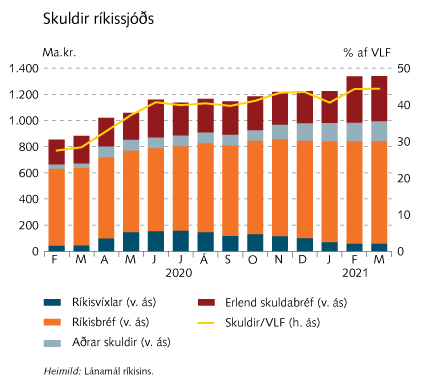 Skuldir ríkissjóðs
Ma.kr. % af VLF
1.400 50
1.200 40
1.000
800 30
600 20
400
200 10
0 0
F M A M J J Á S O N D J F M
2020 2021
Ríkisvíxlar (v. ás) Erlend skuldabréf (v. ás)
Ríkisbréf (v. ás) Skuldir/VLF (h. ás)
Aðrar skuldir (v. ás)
Heimild: Lánamál ríkisins.